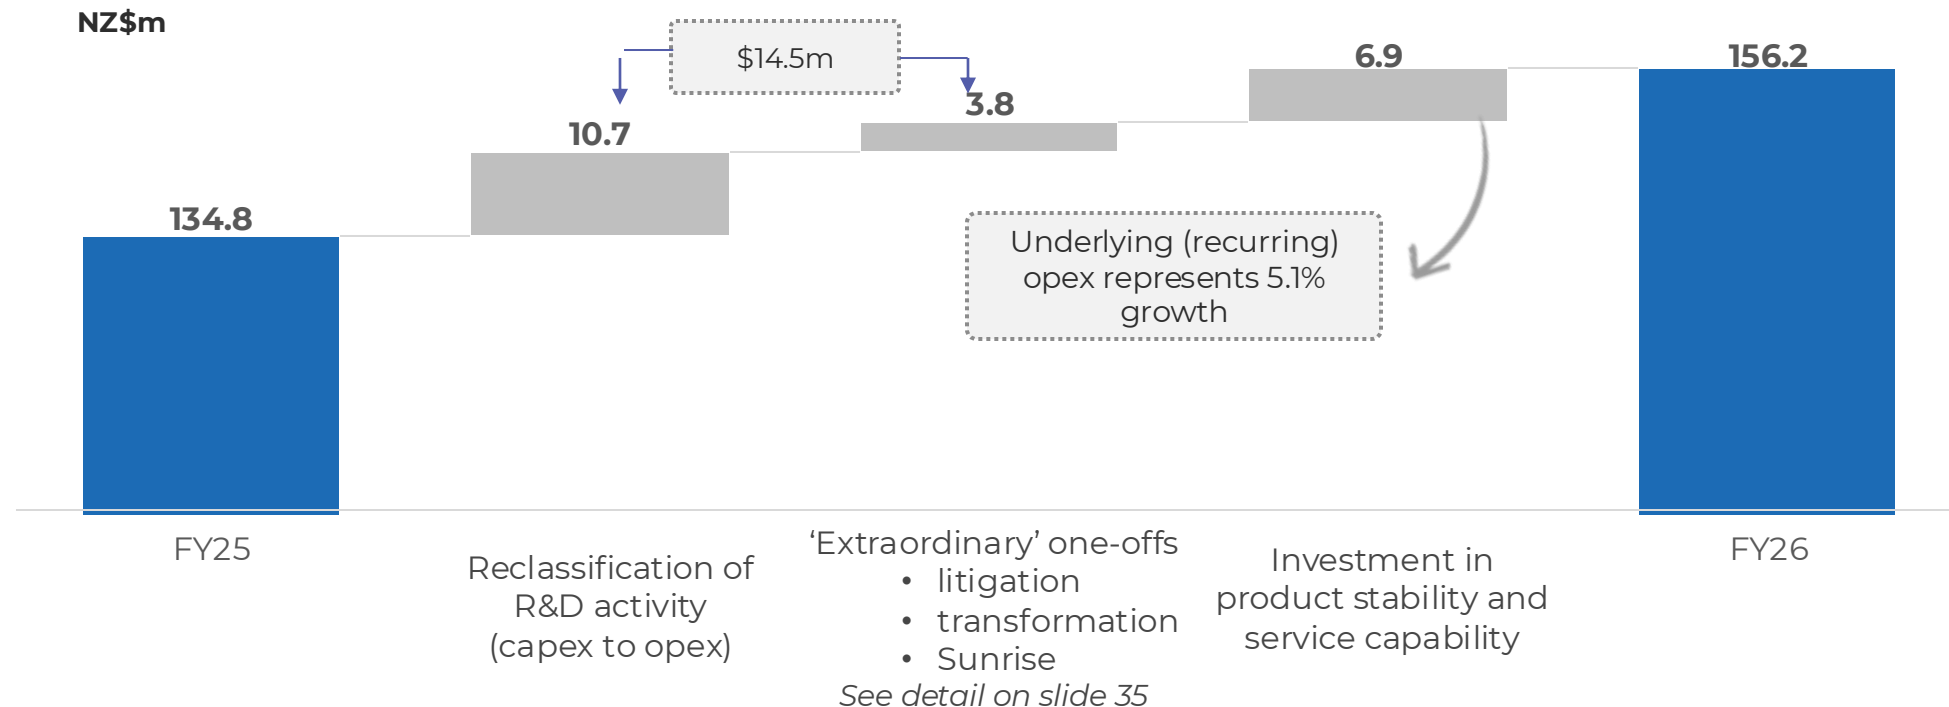 NZ$m
$14.5m
134.8
10.7
3.8
6.9
156.2
Underlying (recurring)
opex represents 5.1%
growth
FY25
Reclassification of
R&D activity
(capex to opex)
‘Extraordinary’ one-offs
• litigation
• transformation
• Sunrise
See detail on slide 35
Investment in
product stability and
service capability
FY26